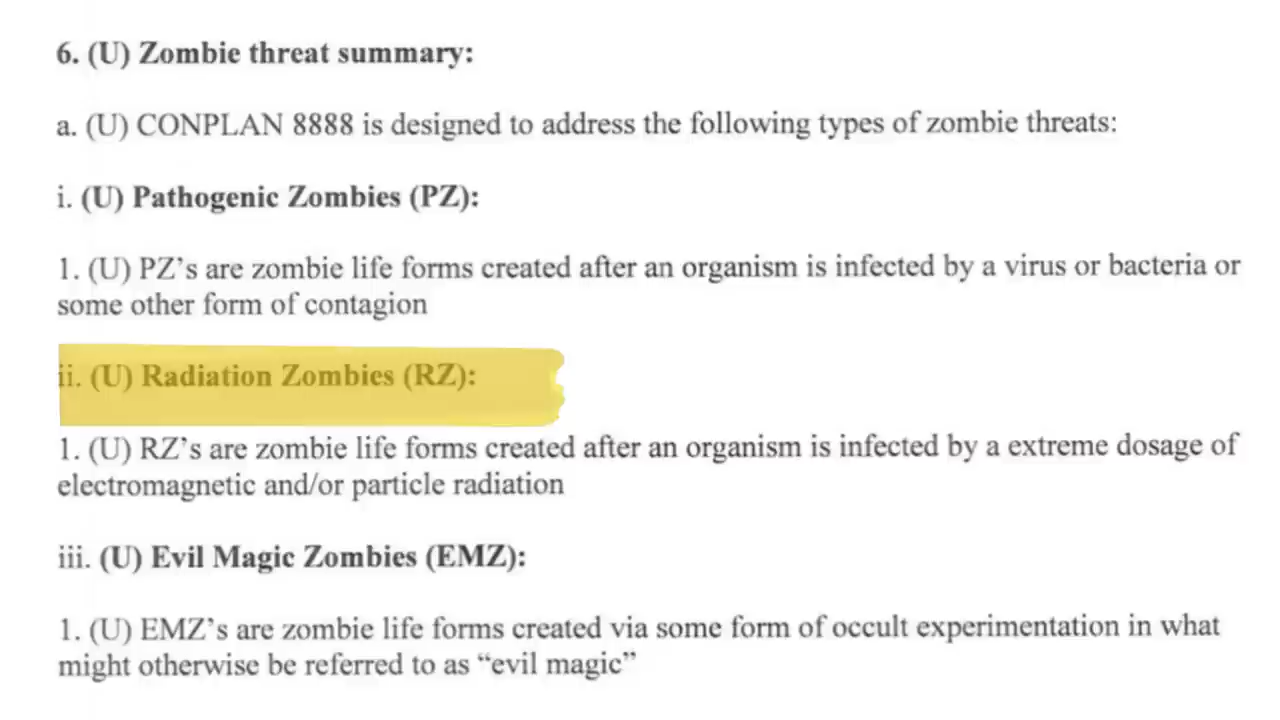 6. (U) Zombie threat summary:
a. (U) CONPLAN 8888 is designed to address the following types of zombie threats:
i. (U) Pathogenic Zombies (PZ):
1. (U) PZ’s are zombie life forms created after an organism is infected by a virus or bacteria or
some other form of contagion
ii. (U) Radiation Zombies (RZ):
1. (U) RZ’s are zombie life forms created after an organism is infected by a extreme dosage of
electromagnetic and/or particle radiation
iii. (U) Evil Magic Zombies (EMZ):
1. (U) EMZ’s are zombie life forms created via some form of occult experimentation in what
might otherwise be referred to as “evil magic”